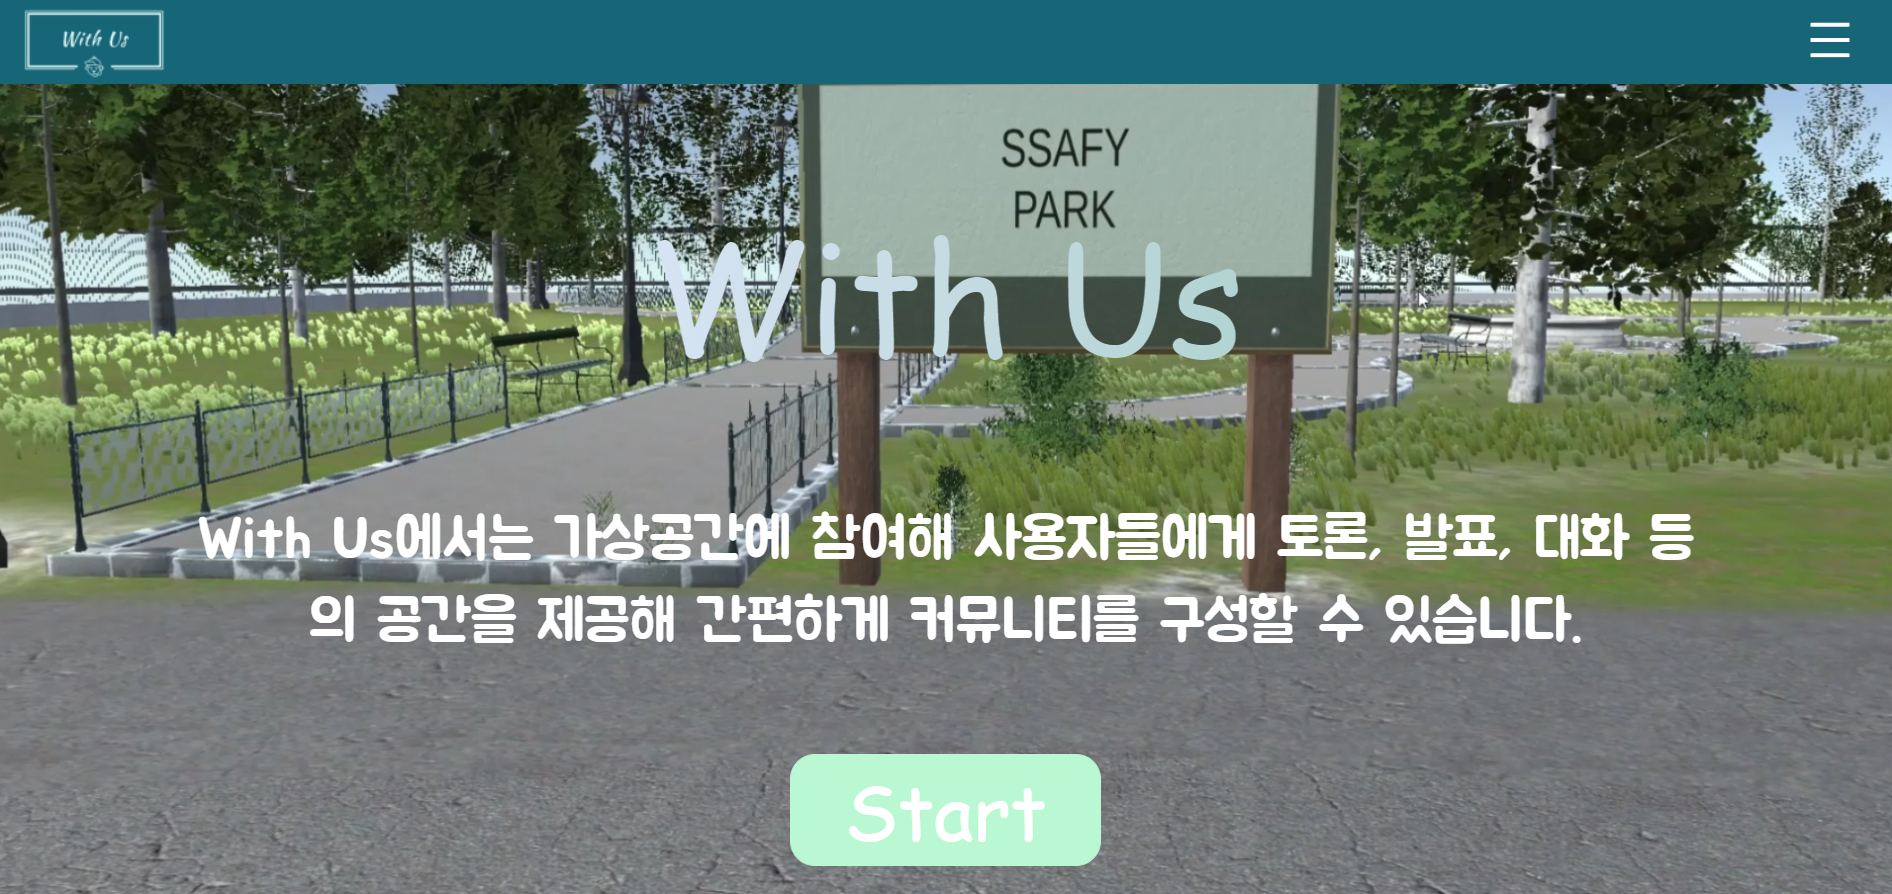 With Us
SSAFY
PARK
With Us
With Us에서는 가상공간에 참여해 사용자들에게 토론, 발표, 대화 등
의 공간을 제공해 간편하게 커뮤니티를 구성할 수 있습니다.
Start